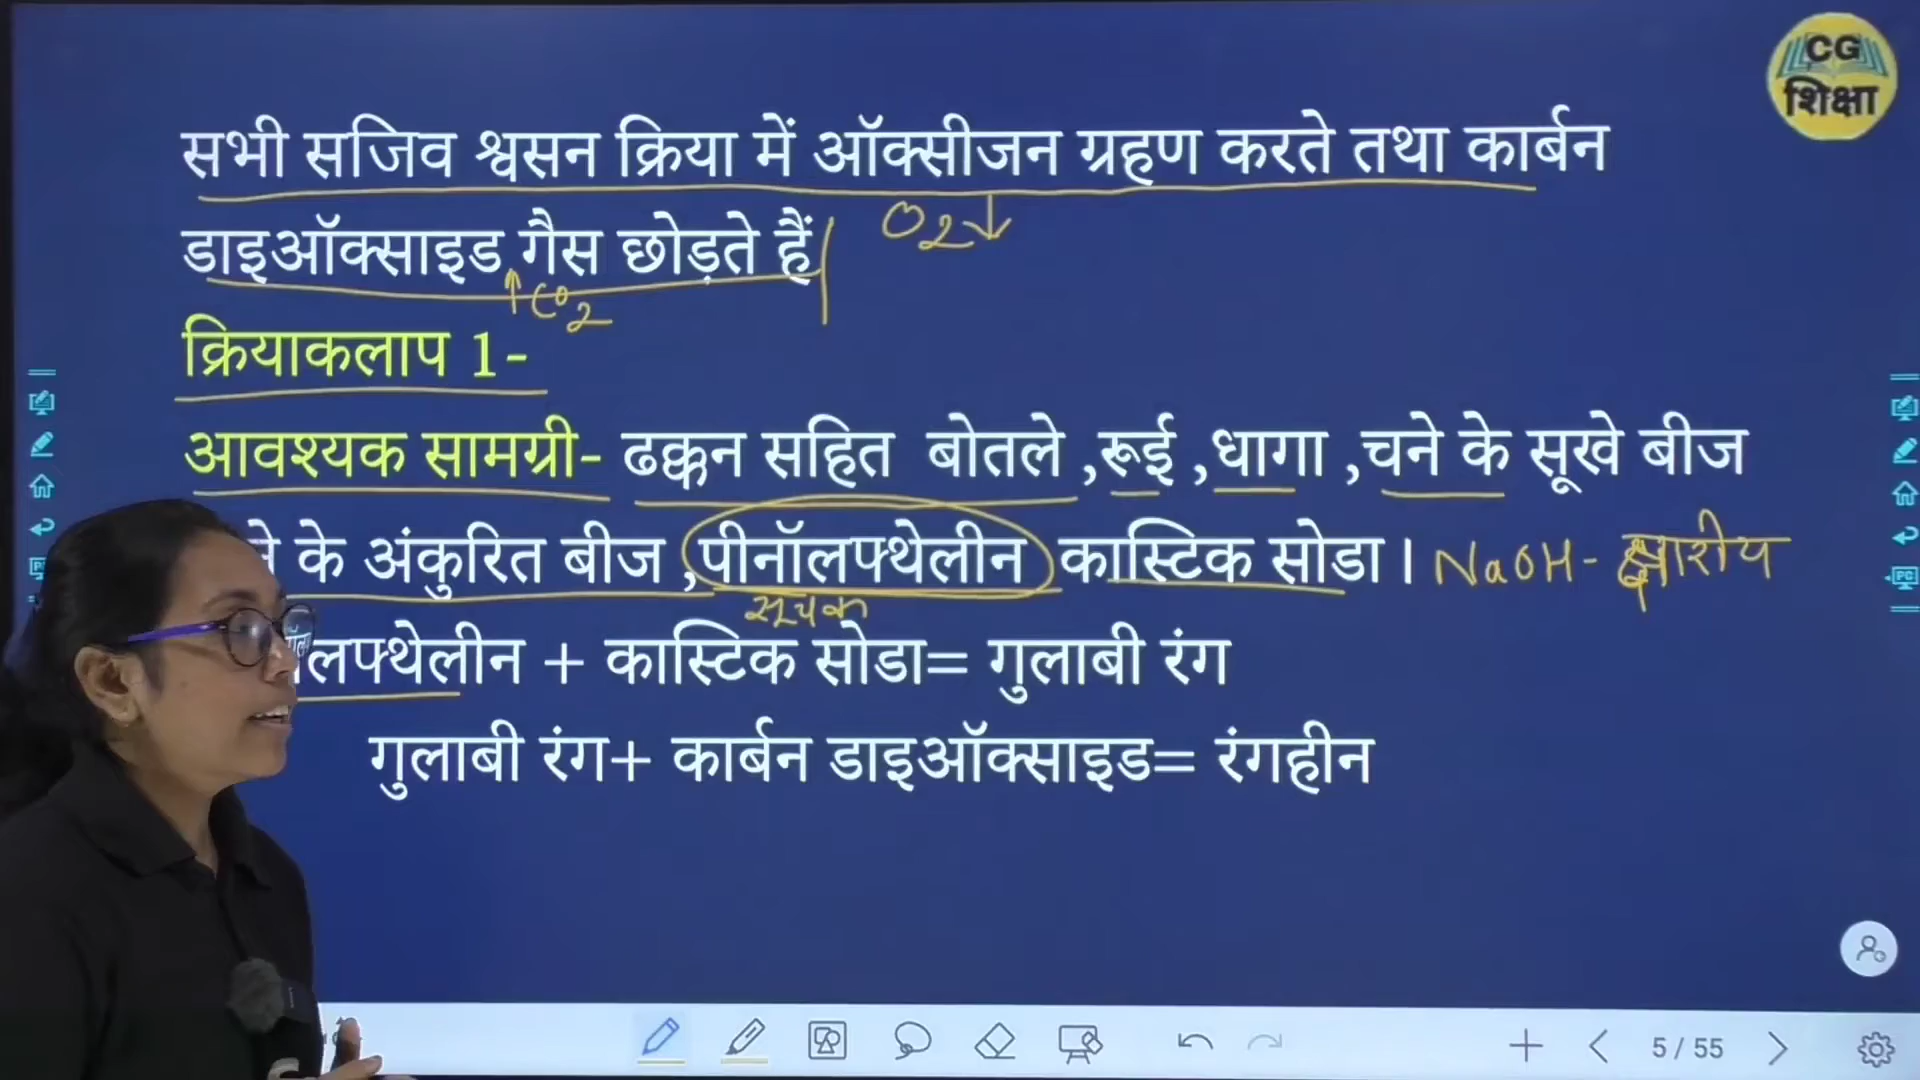 CG
शिक्षा
सभी सजिव श्वसन क्रिया में ऑक्सीजन ग्रहण करते तथा कार्बन
डाइऑक्साइड गैस छोड़ते हैं
O2↓
↑CO2
क्रियाकलाप 1-
आवश्यक सामग्री- ढक्कन सहित बोतले ,रूई ,धागा ,चने के सूखे बीज
के अंकुरित बीज ,पीनॉलफ्थेलीन कास्टिक सोडा। NaOH- क्षारीय
सूचक
लफ्थेलीन + कास्टिक सोडा= गुलाबी रंग
गुलाबी रंग+ कार्बन डाइऑक्साइड= रंगहीन
5 / 55